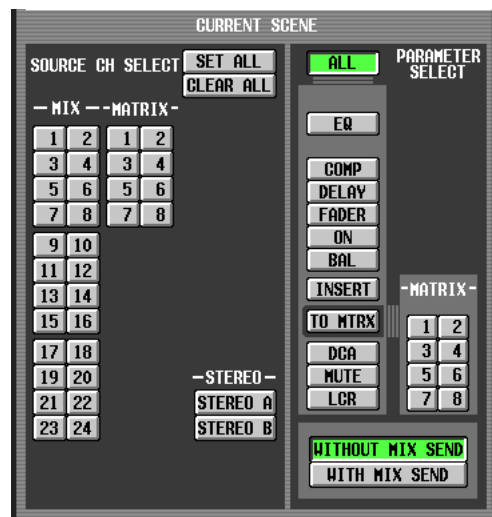 CURRENT SCENE
SOURCE CH SELECT
SET ALL
CLEAR ALL
MIX
MATRIX
1 2 1 2
3 4 3 4
5 6 5 6
7 8 7 8
9 10
11 12
13 14
15 16
17 18
19 20
21 22
23 24
STEREO
STEREO A
STEREO B
ALL
PARAMETER
SELECT
EQ
COMP
DELAY
FADER
ON
BAL
INSERT
TO MTRX
DCA
MUTE
LCR
MATRIX
1 2
3 4
5 6
7 8
WITHOUT MIX SEND
WITH MIX SEND